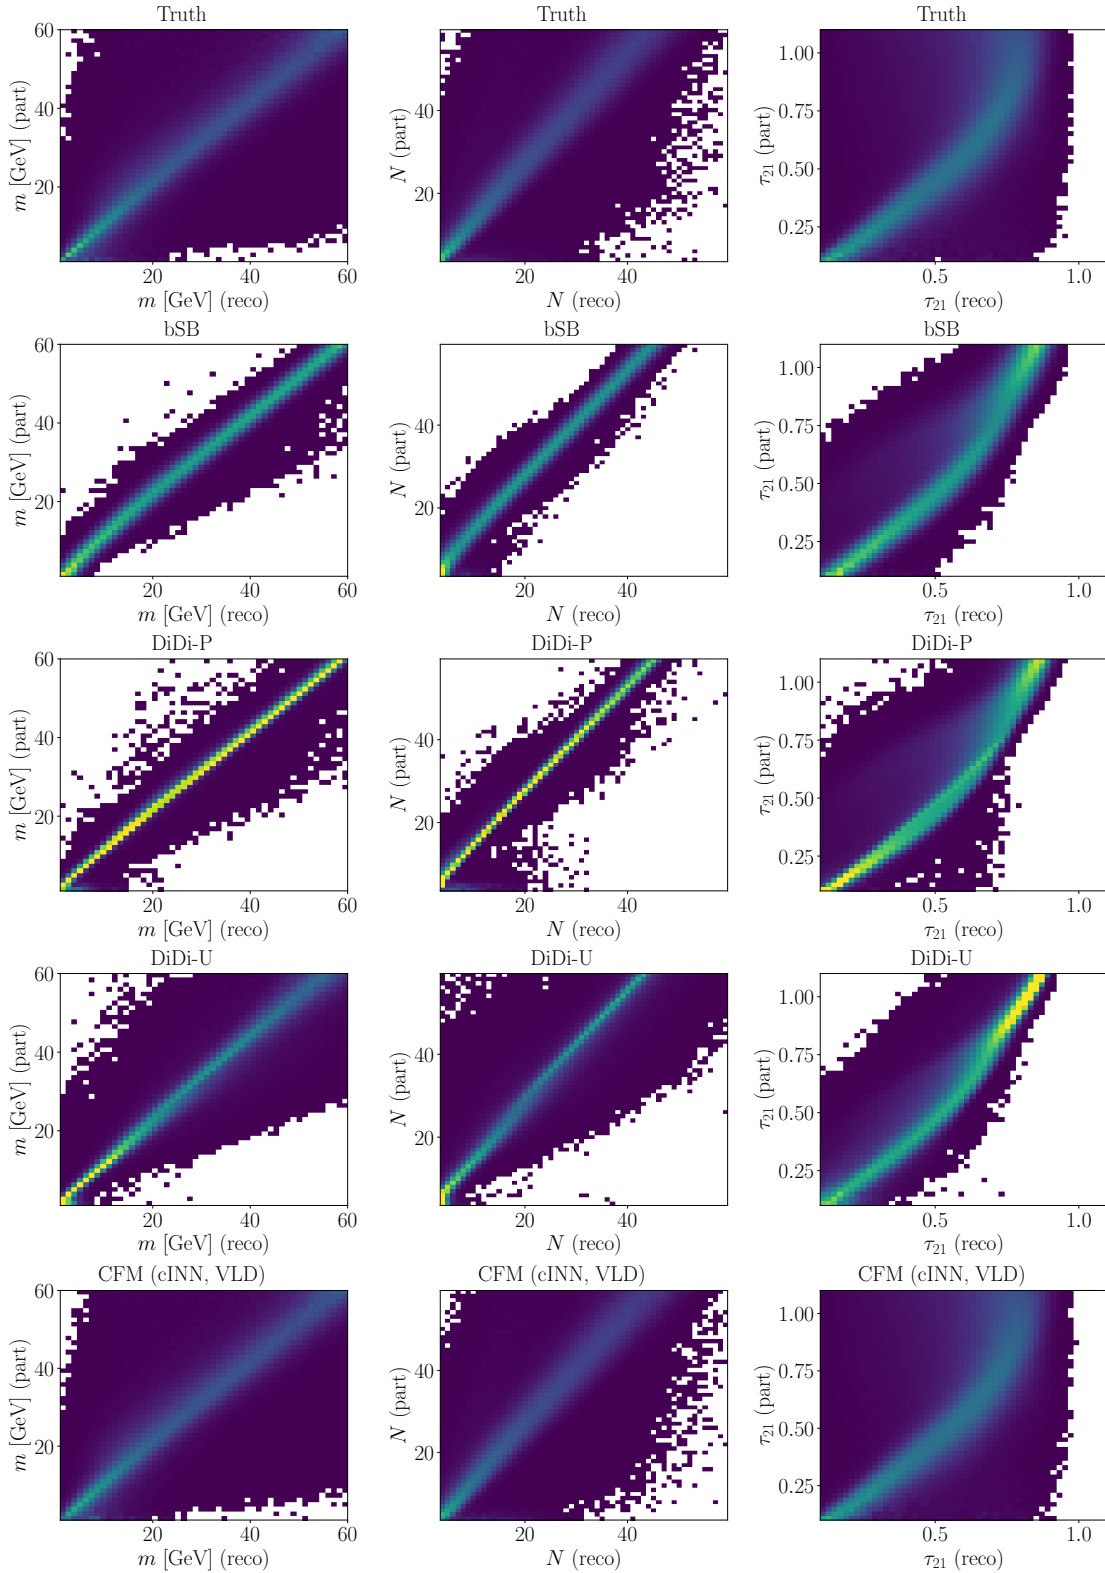 Truth
60
40
20
m [GeV] (part)
20
40
60
m [GeV] (reco)
Truth
40
20
N (part)
20
40
N (reco)
Truth
1.00
0.75
0.50
0.25
τ21 (part)
0.5
1.0
τ21 (reco)
bSB
60
40
20
m [GeV] (part)
20
40
60
m [GeV] (reco)
bSB
40
20
N (part)
20
40
N (reco)
bSB
1.00
0.75
0.50
0.25
τ21 (part)
0.5
1.0
τ21 (reco)
DiDi-P
60
40
20
m [GeV] (part)
20
40
60
m [GeV] (reco)
DiDi-P
40
20
N (part)
20
40
N (reco)
DiDi-P
1.00
0.75
0.50
0.25
τ21 (part)
0.5
1.0
τ21 (reco)
DiDi-U
60
40
20
m [GeV] (part)
20
40
60
m [GeV] (reco)
DiDi-U
40
20
N (part)
20
40
N (reco)
DiDi-U
1.00
0.75
0.50
0.25
τ21 (part)
0.5
1.0
τ21 (reco)
CFM (cINN, VLD)
60
40
20
m [GeV] (part)
20
40
60
m [GeV] (reco)
CFM (cINN, VLD)
40
20
N (part)
20
40
N (reco)
CFM (cINN, VLD)
1.00
0.75
0.50
0.25
τ21 (part)
0.5
1.0
τ21 (reco)